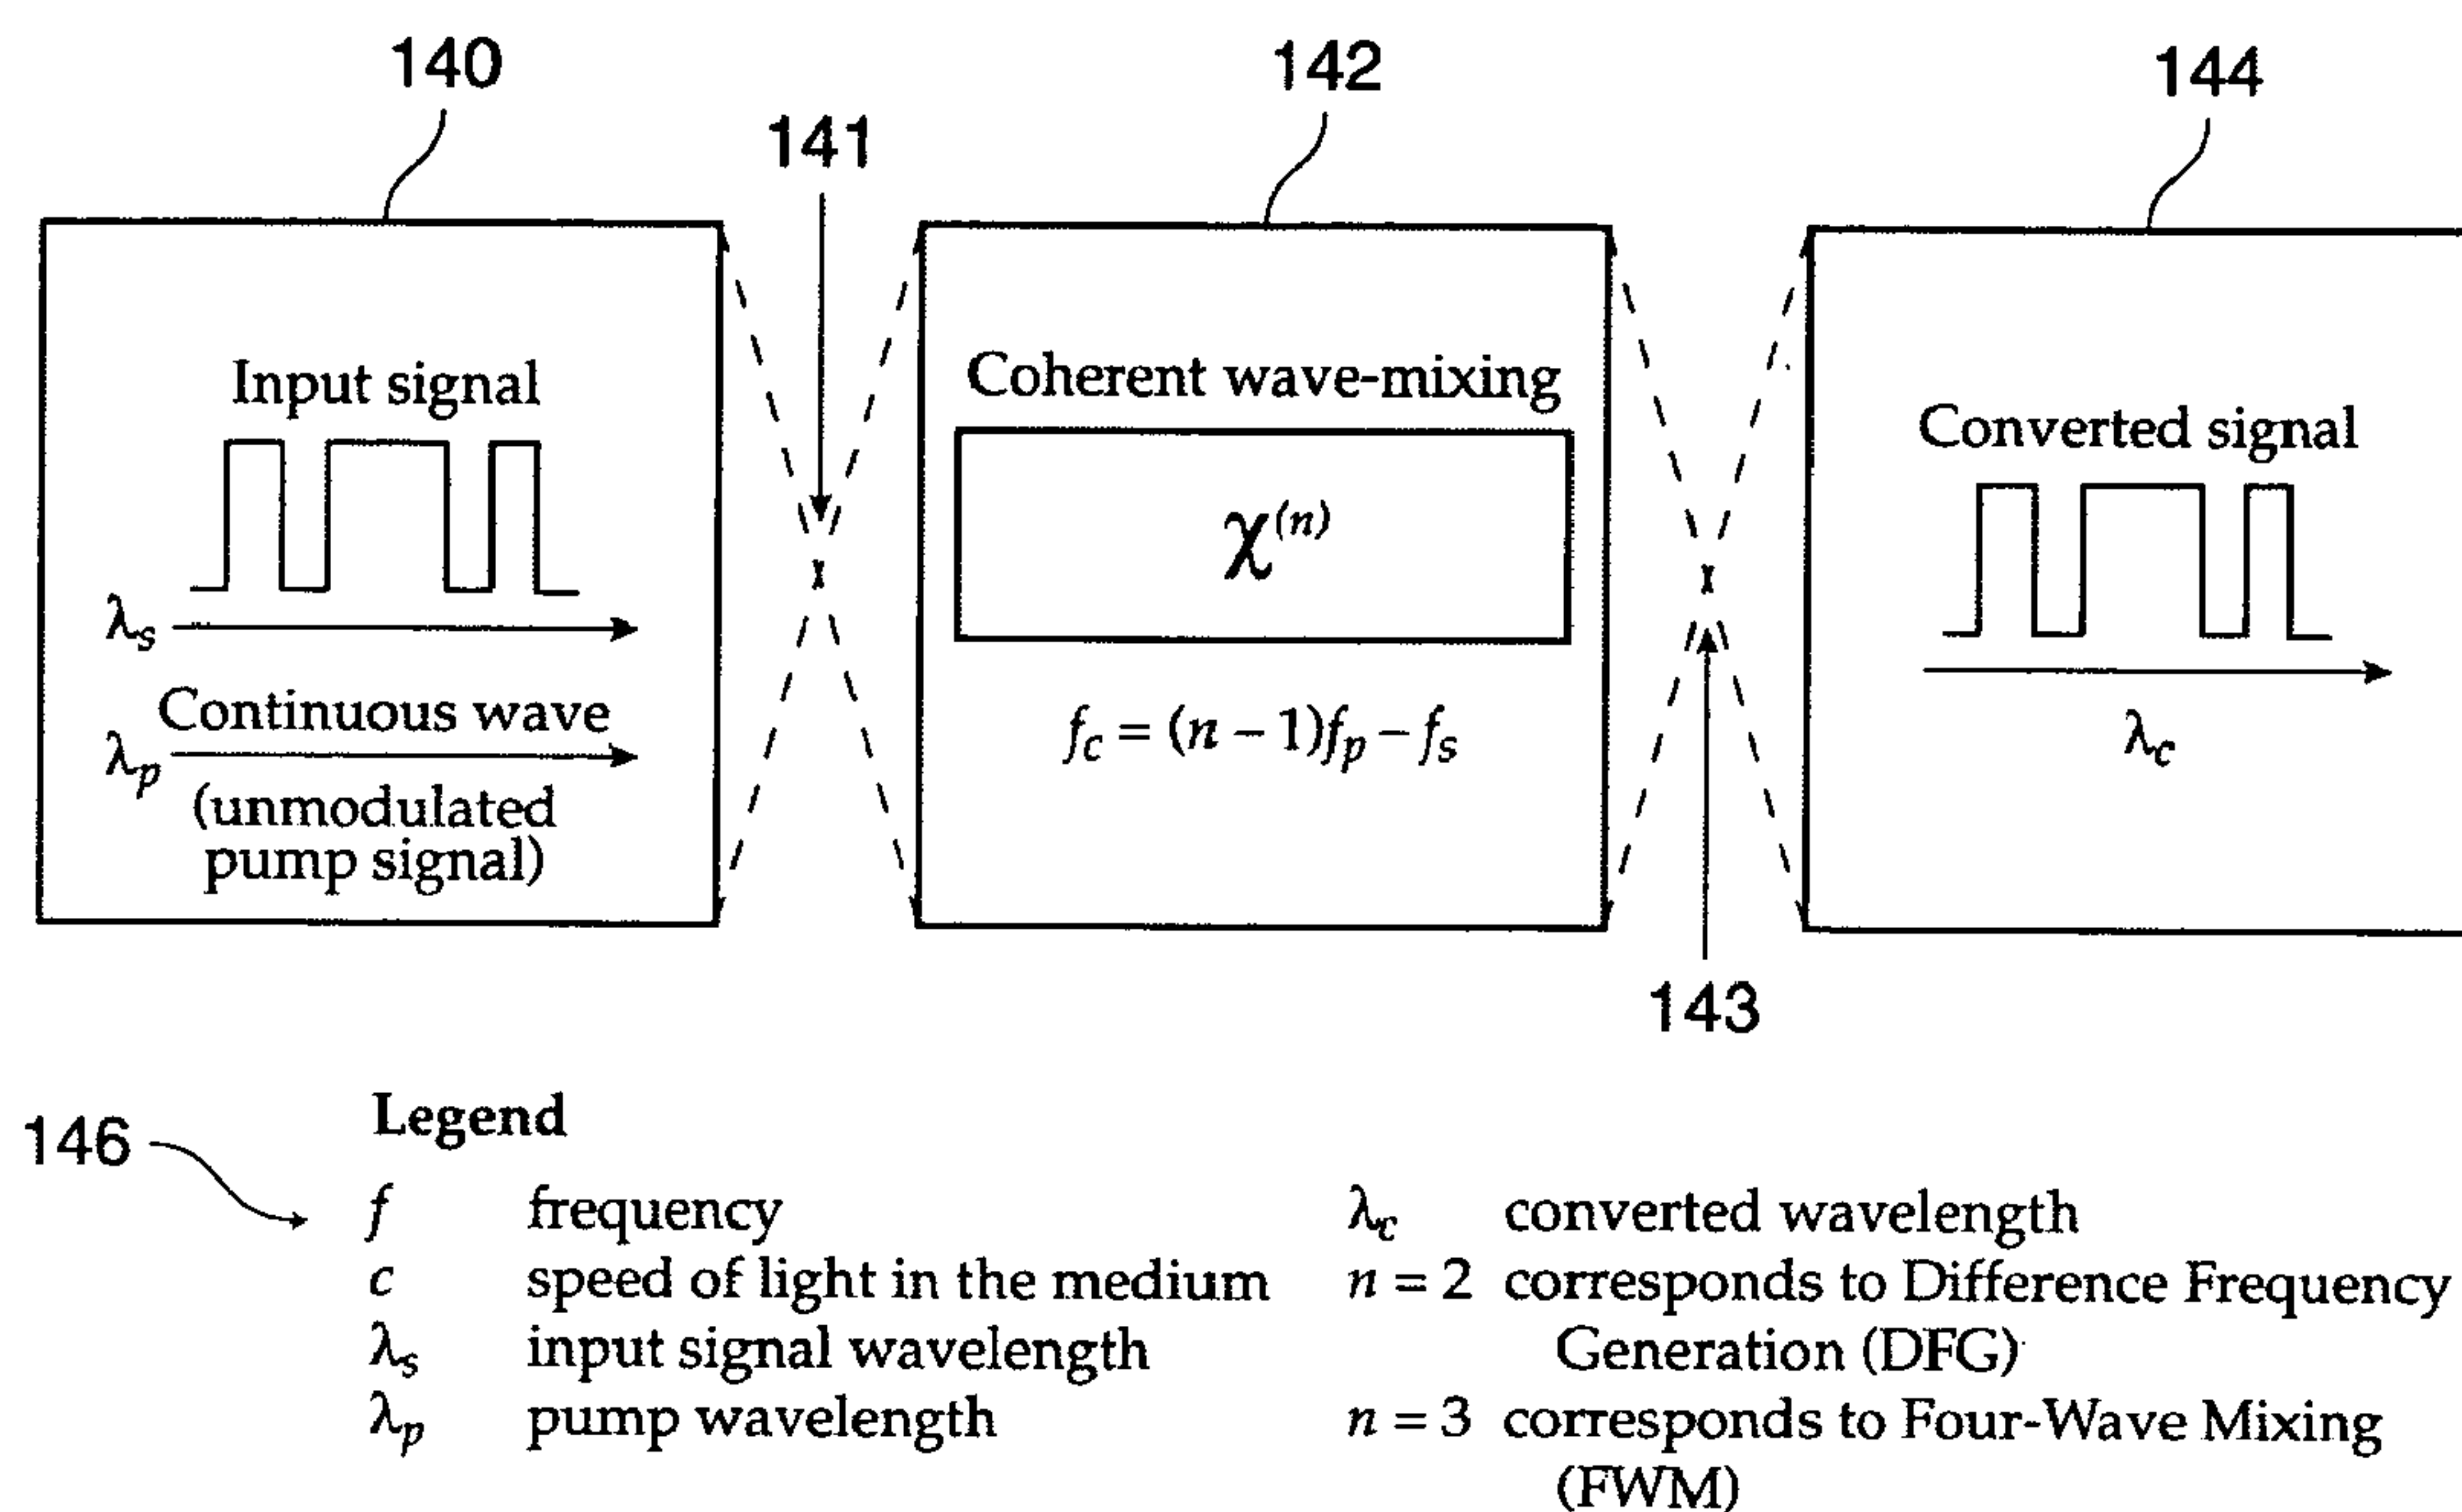 140
142
144
141
Input signal
λs
Continuous wave
λp
(unmodulated
pump signal)
Coherent wave-mixing
χ(n)
fc = (n – 1)fp – fs
Converted signal
λc
143
146
Legend
f frequency
c speed of light in the medium
λs input signal wavelength
λp pump wavelength
λc converted wavelength
n = 2 corresponds to Difference Frequency
Generation (DFG)
n = 3 corresponds to Four-Wave Mixing
(FWM)